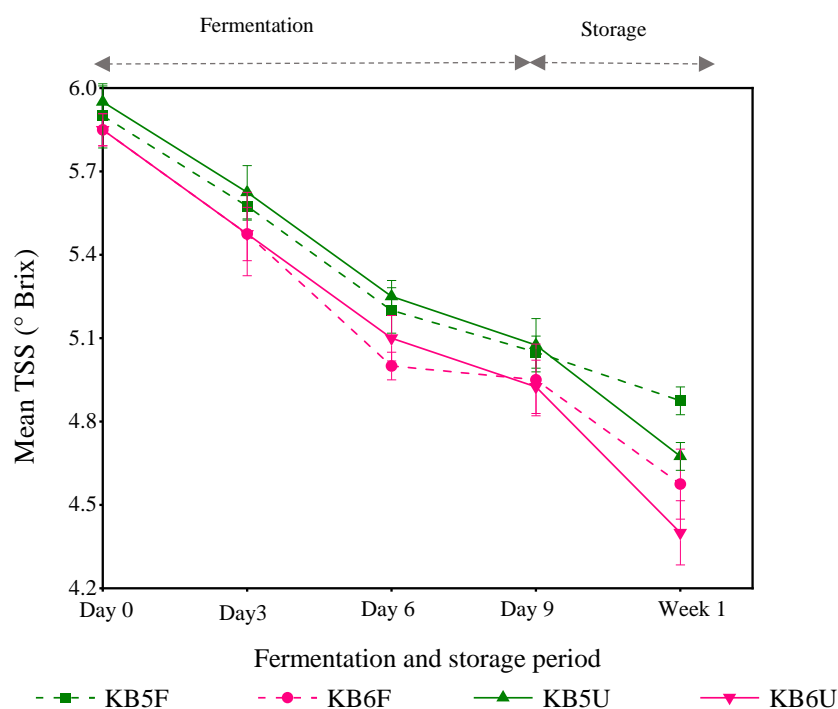 Fermentation Storage
6.0
5.7
5.4
5.1
4.8
4.5
4.2
Mean TSS (° Brix)
Day 0 Day3 Day 6 Day 9 Week 1
Fermentation and storage period
KB5F KB6F KB5U KB6U